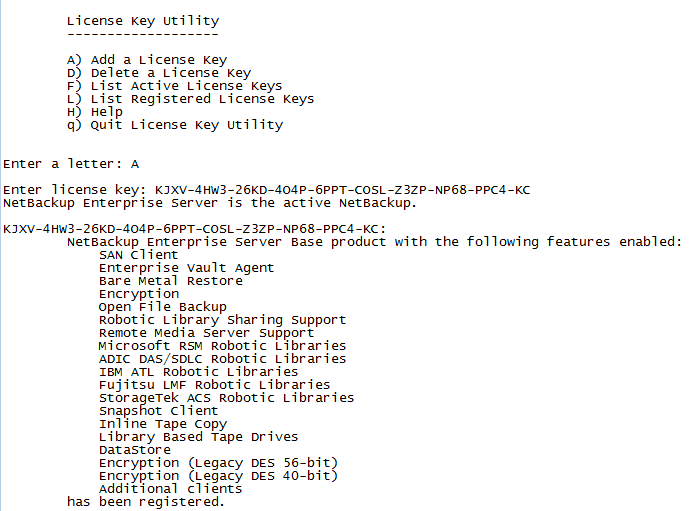 License Key Utility
-------------------
A) Add a License Key
D) Delete a License Key
F) List Active License Keys
L) List Registered License Keys
H) Help
q) Quit License Key Utility
Enter a letter: A
Enter license key: KJXV-4HW3-26KD-4O4P-6PPT-COSL-Z3ZP-NP68-PPC4-KC
NetBackup Enterprise Server is the active NetBackup.
KJXV-4HW3-26KD-4O4P-6PPT-COSL-Z3ZP-NP68-PPC4-KC:
NetBackup Enterprise Server Base product with the following features enabled:
SAN Client
Enterprise Vault Agent
Bare Metal Restore
Encryption
Open File Backup
Robotic Library Sharing Support
Remote Media Server Support
Microsoft RSM Robotic Libraries
ADIC DAS/SDLC Robotic Libraries
IBM ATL Robotic Libraries
Fujitsu LMF Robotic Libraries
StorageTek ACS Robotic Libraries
Snapshot Client
Inline Tape Copy
Library Based Tape Drives
DataStore
Encryption (Legacy DES 56-bit)
Encryption (Legacy DES 40-bit)
Additional clients
has been registered.